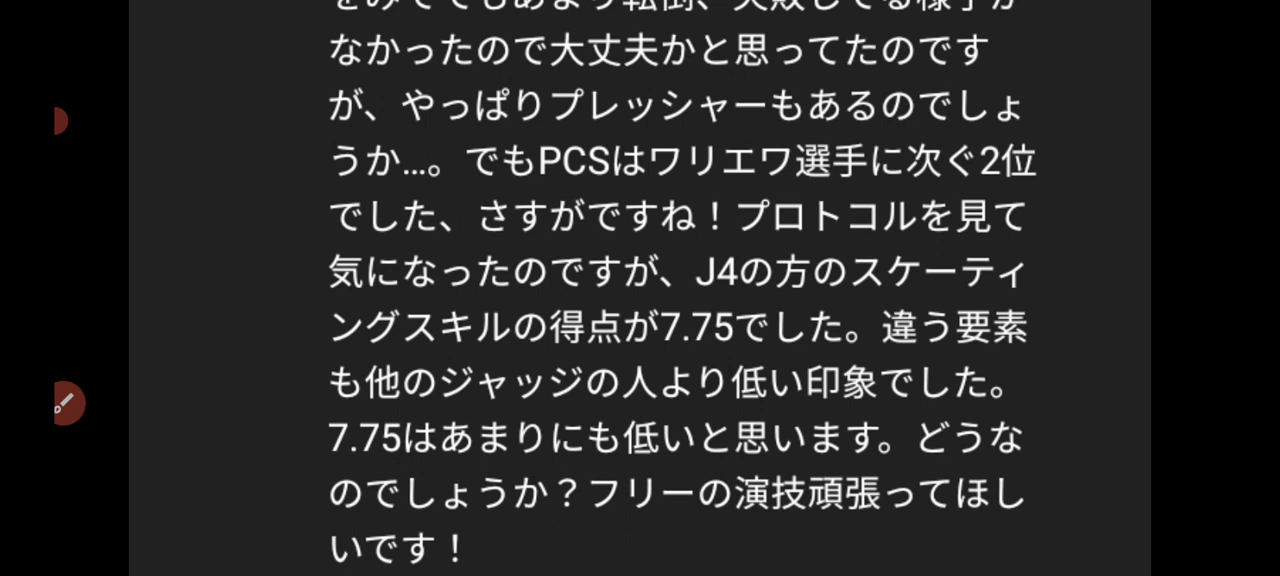 なかったので大丈夫かと思ってたのです
が、やっぱりプレッシャーもあるのでしょ
うか…。でもPCSはワリエワ選手に次ぐ2位
でした、さすがですね！プロトコルを見て
気になったのですが、J4の方のスケーティ
ングスキルの得点が7.75でした。違う要素
も他のジャッジの人より低い印象でした。
7.75はあまりにも低いと思います。どうな
のでしょうか？フリーの演技頑張ってほし
いです！